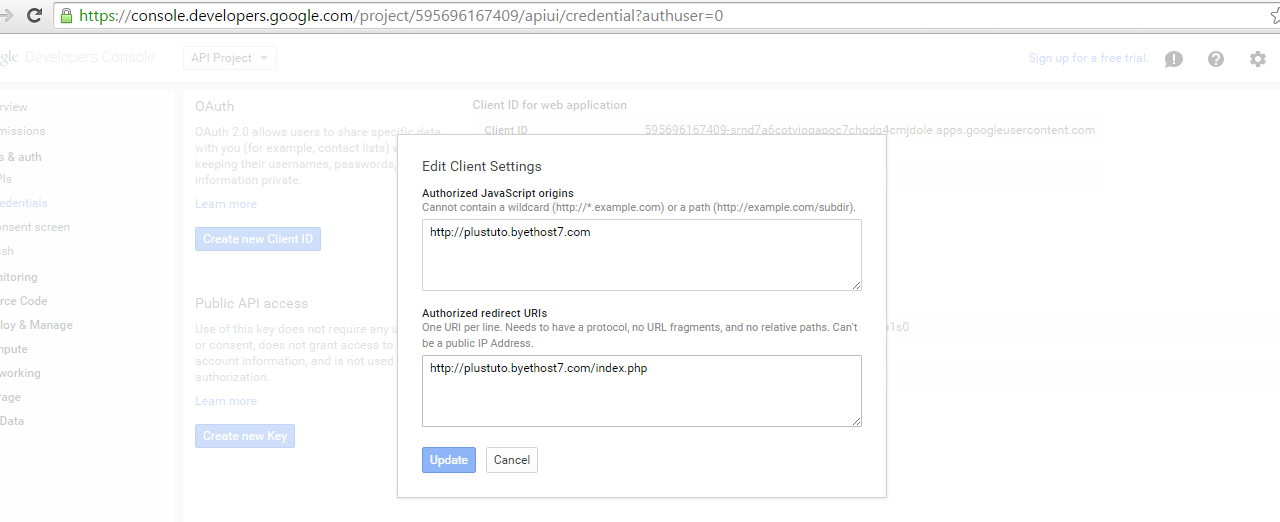 https://console.developers.google.com/project/595696167409/apiui/credential?authuser=0
gle Developers Console
API Project
Sign up for a free trial.
rview
missions
s & auth
PIs
edentials
onsent screen
sh
nitoring
rce Code
loy & Manage
mpute
working
rage
Data
OAuth
OAuth 2.0 allows users to share specific data
with you (for example, contact lists) w
keeping their usernames, passwords,
information private.
Learn more
Create new Client ID
Public API access
Use of this key does not require any u
or consent, does not grant access to
account information, and is not used
authorization.
Learn more
Create new Key
Client ID for web application
Client ID
a1s0
Edit Client Settings
Authorized JavaScript origins
Cannot contain a wildcard (http://*.example.com) or a path (http://example.com/subdir).
http://plustuto.byethost7.com
Authorized redirect URIs
One URI per line. Needs to have a protocol, no URL fragments, and no relative paths. Can't
be a public IP Address.
http://plustuto.byethost7.com/index.php
Update
Cancel